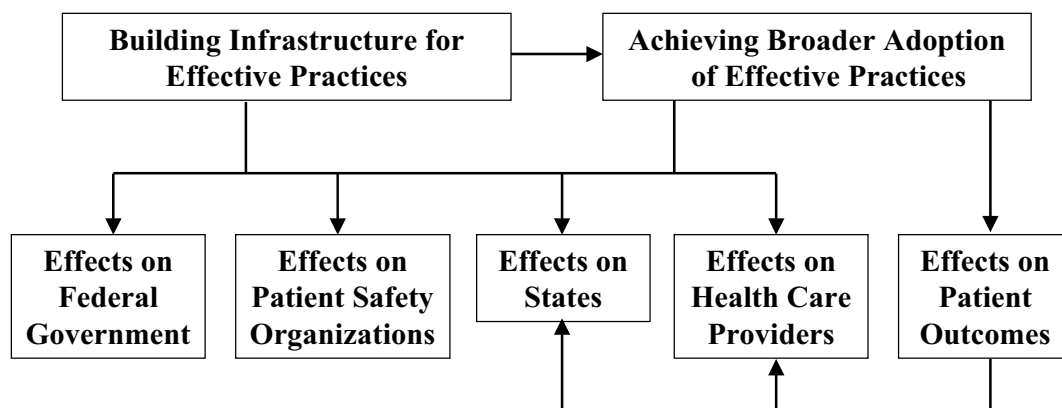 Building Infrastructure for
Effective Practices
Achieving Broader Adoption
of Effective Practices
Effects on
Federal
Government
Effects on
Patient Safety
Organizations
Effects on
States
Effects on
Health Care
Providers
Effects on
Patient
Outcomes